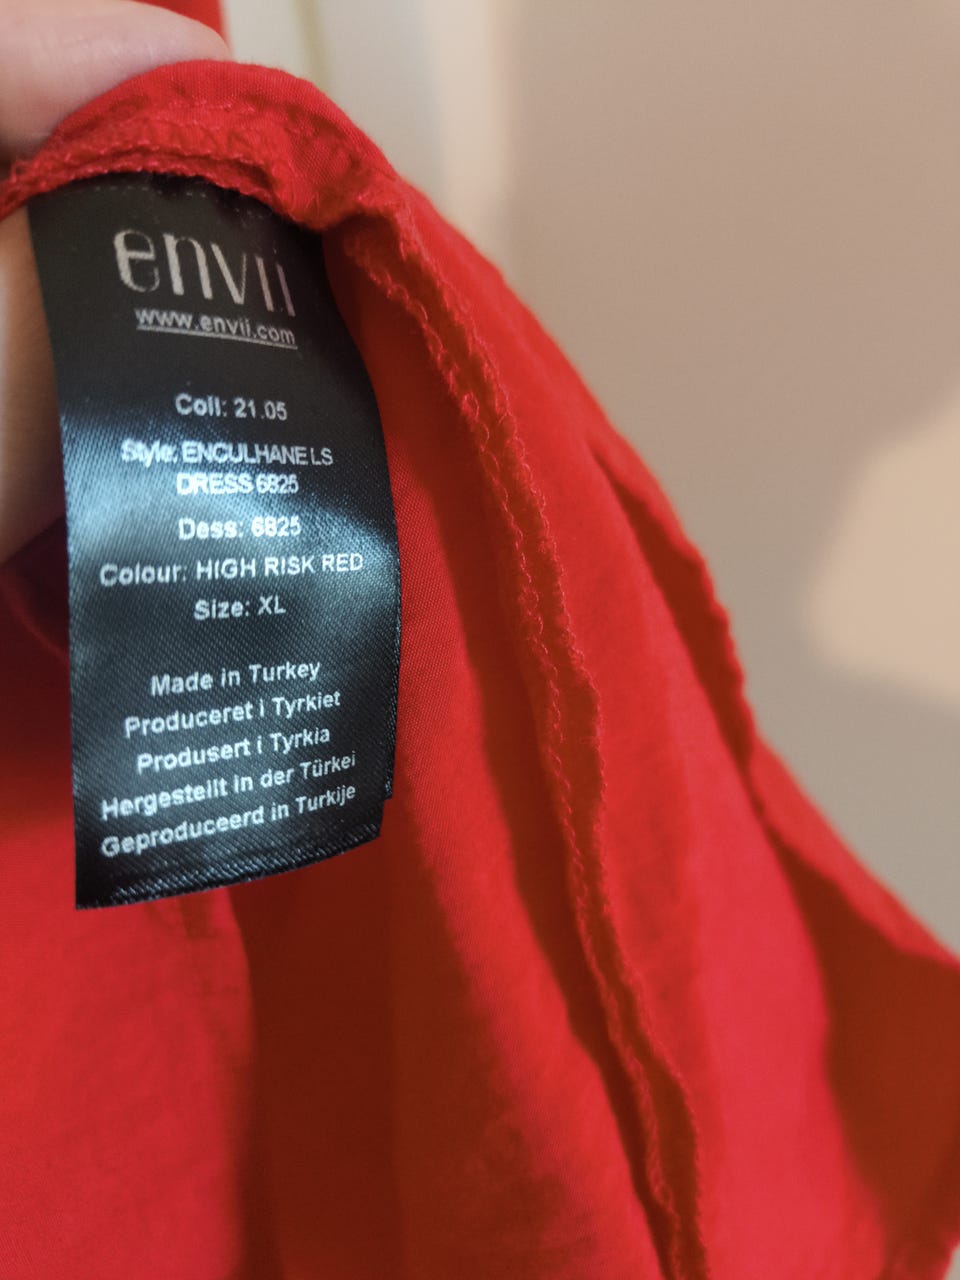 envii
www.envii.com
Coll: 21.05
Style: ENCULHANE LS
DRESS 6825
Dess: 6825
Colour: HIGH RISK RED
Size: XL
Made in Turkey
Produceret i Tyrkiet
Produsert i Tyrkia
Hergestellt in der Türkei
Geproduceerd in Turkije